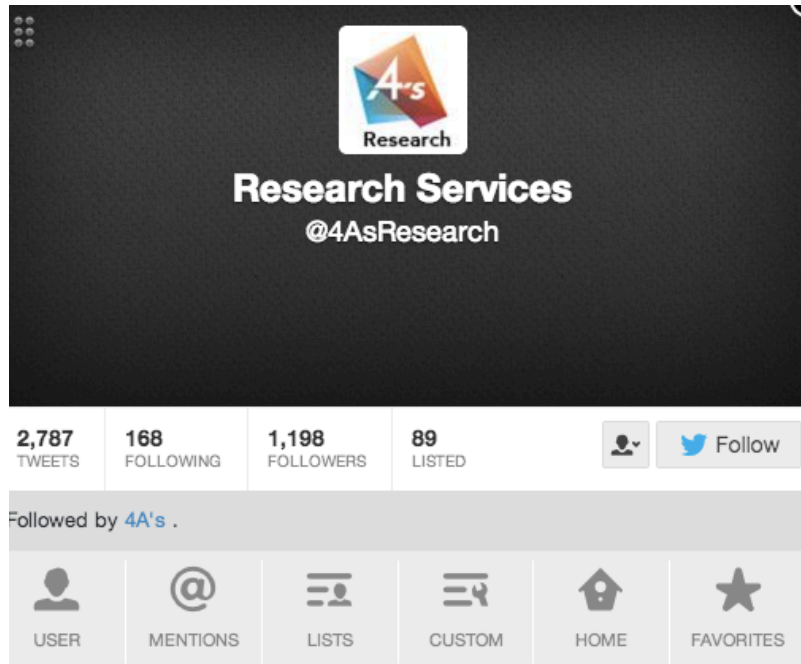 A's
Research
Research Services
@4AsResearch
2,787 168 1,198 89 Follow
TWEETS FOLLOWING FOLLOWERS LISTED
Followed by 4A's .
@
USER MENTIONS LISTS CUSTOM HOME FAVORITES